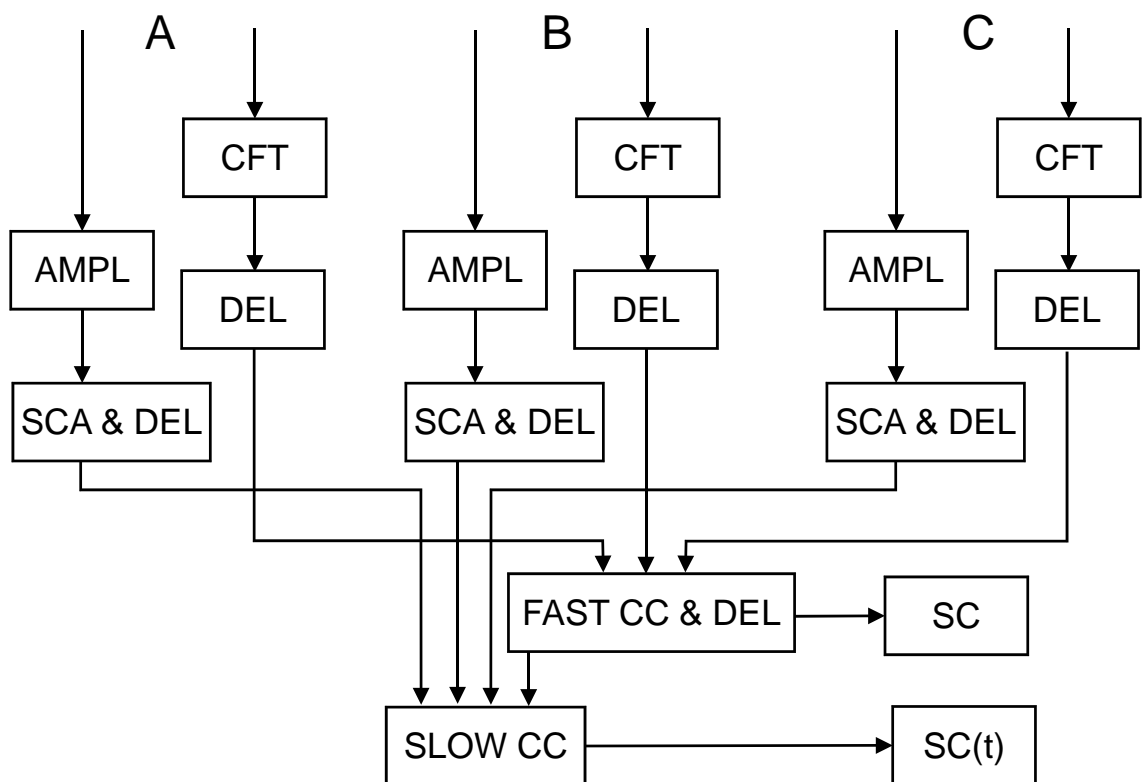 A
B
C
CFT
CFT
CFT
AMPL
DEL
AMPL
DEL
AMPL
DEL
SCA & DEL
SCA & DEL
SCA & DEL
FAST CC & DEL
SC
SLOW CC
SC(t)